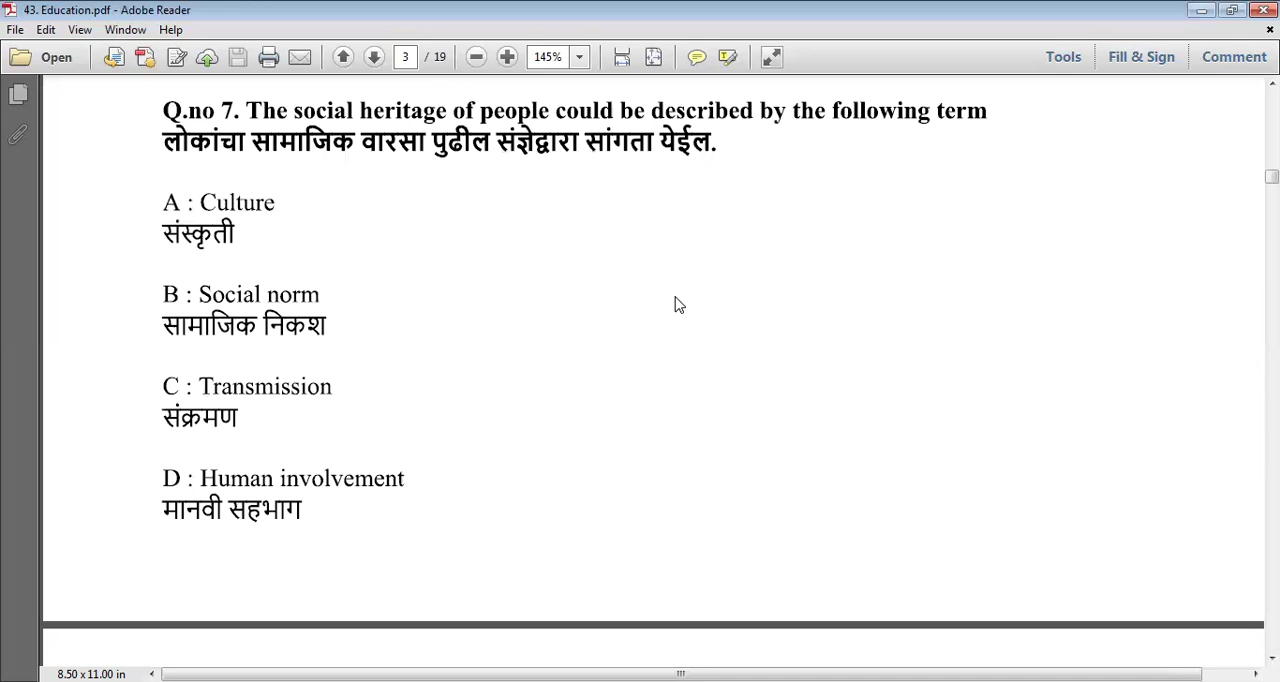 43. Education.pdf - Adobe Reader
File Edit View Window Help
Open 3 / 19 145% Tools Fill & Sign Comment
Q.no 7. The social heritage of people could be described by the following term
लोकांचा सामाजिक वारसा पुढील संज्ञेद्वारा सांगता येईल.
A : Culture
संस्कृती
B : Social norm
सामाजिक निकश
C : Transmission
संक्रमण
D : Human involvement
मानवी सहभाग
8.50 x 11.00 in